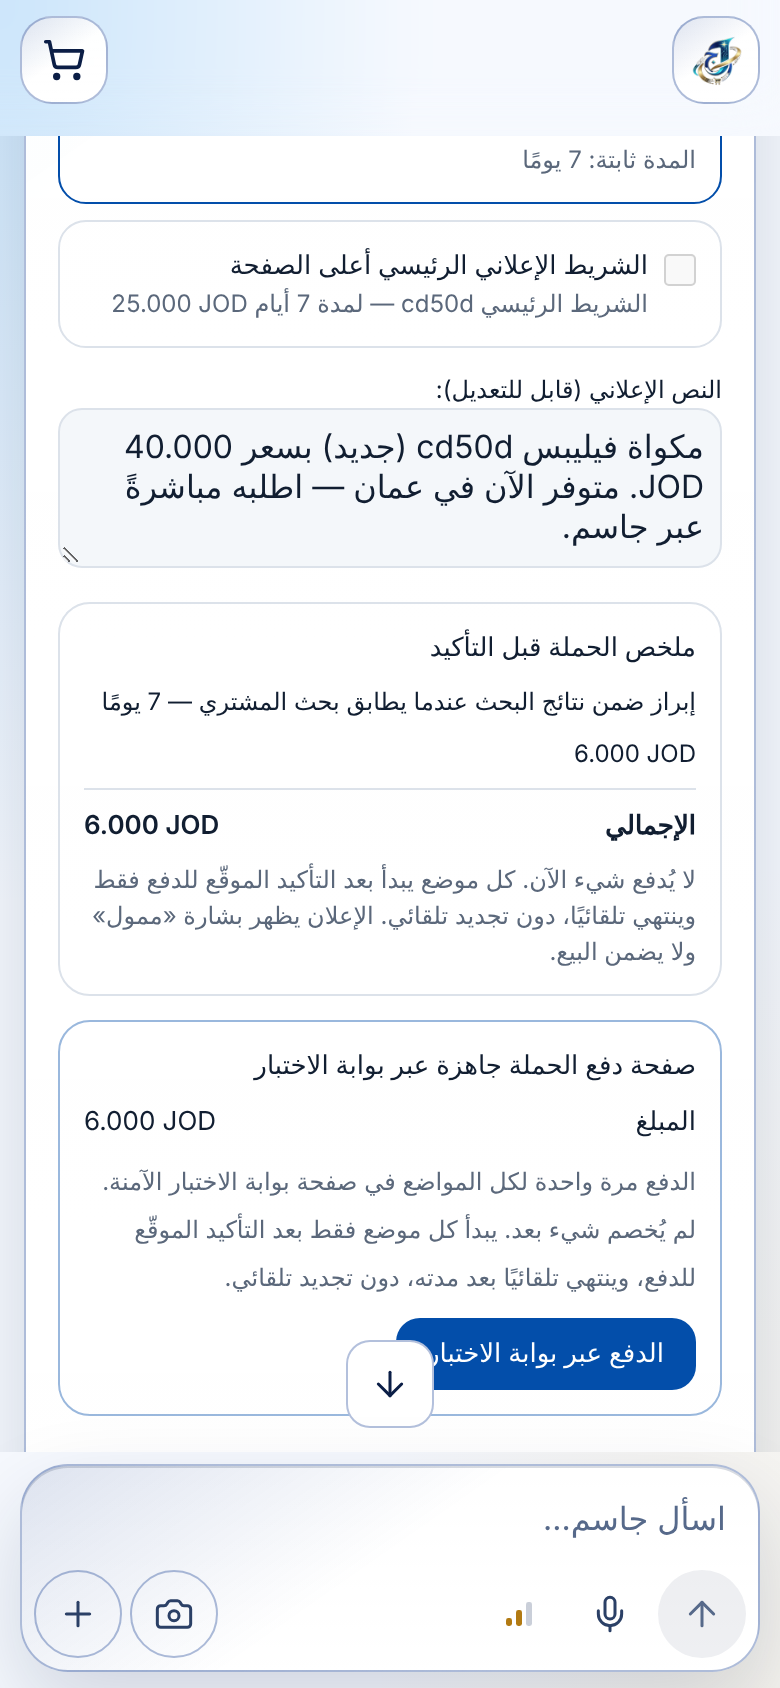 المدة ثابتة: 7 يومًا
الشريط الإعلاني الرئيسي أعلى الصفحة
الشريط الرئيسي cd50d — لمدة 7 أيام 25.000 JOD
النص الإعلاني (قابل للتعديل):
مكواة فيليبس cd50d (جديد) بسعر 40.000
JOD. متوفر الآن في عمان — اطلبه مباشرةً
عبر جاسم.
ملخص الحملة قبل التأكيد
إبراز ضمن نتائج البحث عندما يطابق بحث المشتري — 7 يومًا
6.000 JOD
الإجمالي 6.000 JOD
لا يُدفع شيء الآن. كل موضع يبدأ بعد التأكيد الموقّع للدفع فقط
وينتهي تلقائيًا، دون تجديد تلقائي. الإعلان يظهر بشارة «ممول»
ولا يضمن البيع.
صفحة دفع الحملة جاهزة عبر بوابة الاختبار
المبلغ 6.000 JOD
الدفع مرة واحدة لكل المواضع في صفحة بوابة الاختبار الآمنة.
لم يُخصم شيء بعد. يبدأ كل موضع فقط بعد التأكيد الموقّع
للدفع، وينتهي تلقائيًا بعد مدته، دون تجديد تلقائي.
الدفع عبر بوابة الاختبار
اسأل جاسم...